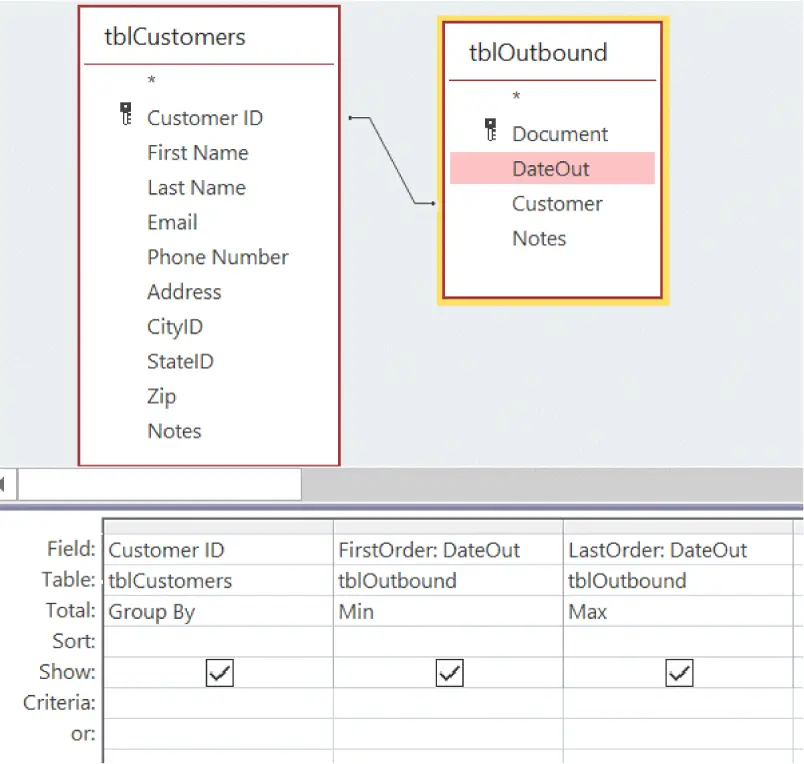 tblCustomers
*
Customer ID
First Name
Last Name
Email
Phone Number
Address
CityID
StateID
Zip
Notes
tblOutbound
*
Document
DateOut
Customer
Notes
Field: Customer ID FirstOrder: DateOut LastOrder: DateOut
Table: tblCustomers tblOutbound tblOutbound
Total: Group By Min Max
Sort:
Show:
Criteria:
or: